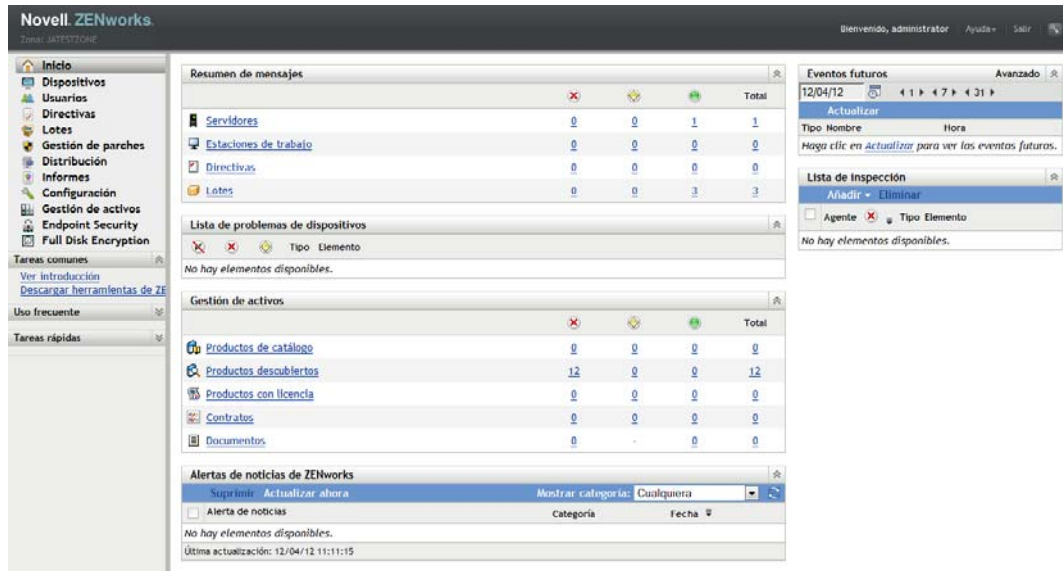 Novell. ZENworks.
Zona: JATESTZONE
Bienvenido, administrator Ayuda Salir
Inicio
Dispositivos
Usuarios
Directivas
Lotes
Gestión de parches
Distribución
Informes
Configuración
Gestión de activos
Endpoint Security
Full Disk Encryption
Tareas comunes
Ver introducción
Descargar herramientas de ZE
Uso frecuente
Tareas rápidas
Resumen de mensajes
Total
Servidores 0 0 1 1
Estaciones de trabajo 0 0 0 0
Directivas 0 0 0 0
Lotes 0 0 3 3
Lista de problemas de dispositivos
Tipo Elemento
No hay elementos disponibles.
Gestión de activos
Total
Productos de catálogo 0 0 0 0
Productos descubiertos 12 0 0 12
Productos con licencia 0 0 0 0
Contratos 0 0 0 0
Documentos 0 - 0 0
Alertas de noticias de ZENworks
Suprimir Actualizar ahora Mostrar categoría: Cualquiera
Alerta de noticias Categoría Fecha
No hay elementos disponibles.
Última actualización: 12/04/12 11:11:15
Eventos futuros Avanzado
12/04/12 1 7 31
Actualizar
Tipo Nombre Hora
Haga clic en Actualizar para ver los eventos futuros.
Lista de inspección
Añadir Eliminar
Agente Tipo Elemento
No hay elementos disponibles.